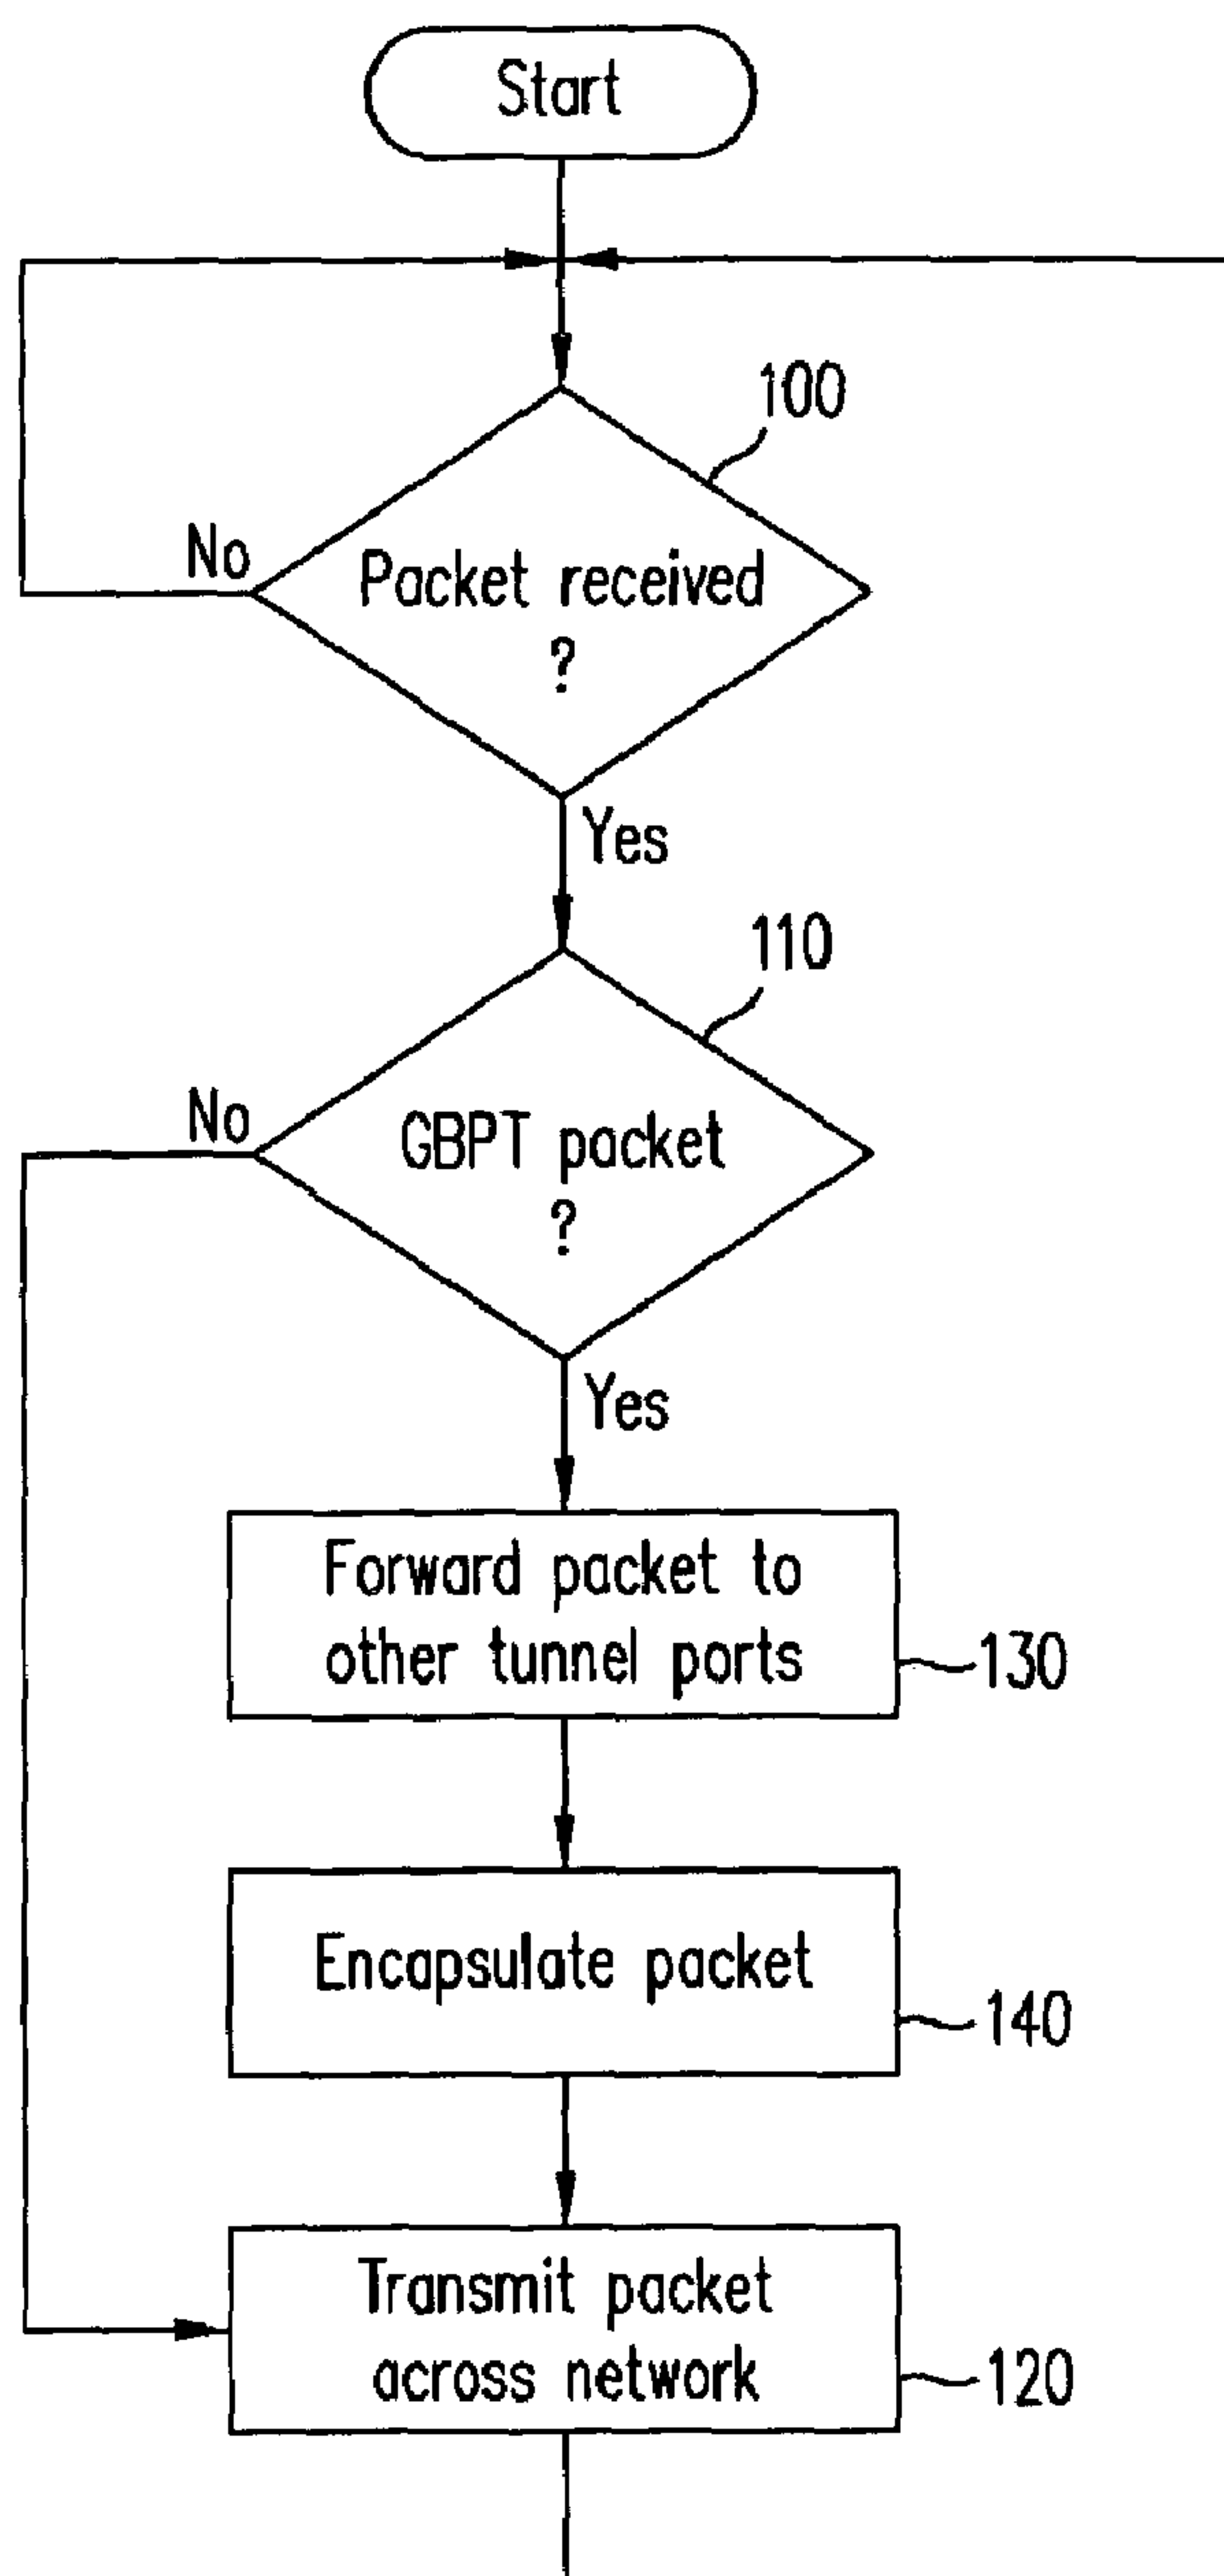 Start
100
No
Packet received
?
Yes
110
No
GBPT packet
?
Yes
Forward packet to
other tunnel ports
130
Encapsulate packet
140
Transmit packet
across network
120